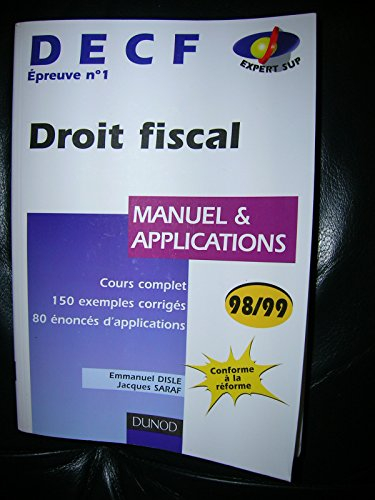 DECF
Épreuve n°1
EXPERT SUP
Droit fiscal
MANUEL &
APPLICATIONS
Cours complet
150 exemples corrigés
80 énoncés d'applications
98/99
Emmanuel DISLE
Jacques SARAF
Conforme
à la
réforme
DUNOD